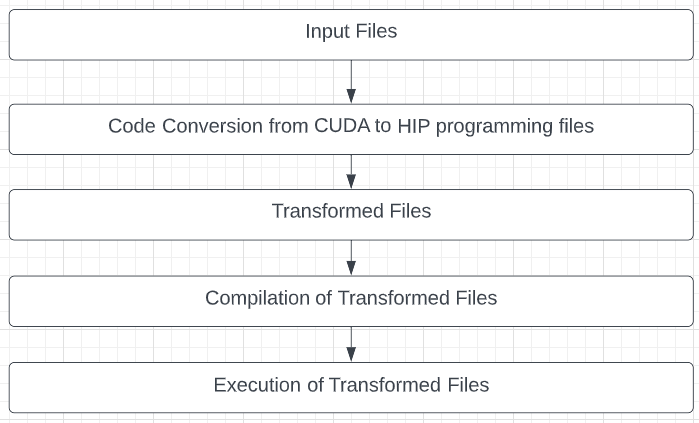 Input Files
Code Conversion from CUDA to HIP programming files
Transformed Files
Compilation of Transformed Files
Execution of Transformed Files